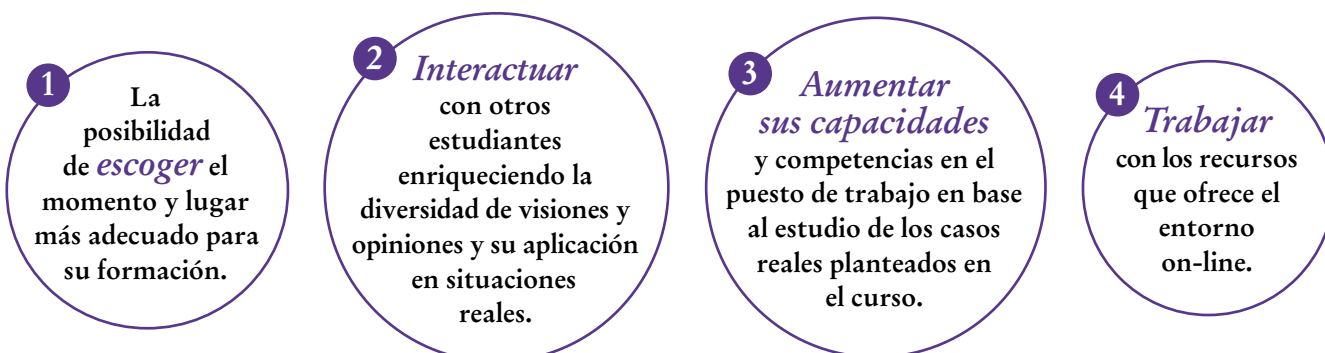 1
La
posibilidad
de escoger el
momento y lugar
más adecuado para
su formación.
2
Interactuar
con otros
estudiantes
enriqueciendo la
diversidad de visiones y
opiniones y su aplicación
en situaciones
reales.
3
Aumentar
sus capacidades
y competencias en el
puesto de trabajo en base
al estudio de los casos
reales planteados en
el curso.
4
Trabajar
con los recursos
que ofrece el
entorno
on-line.